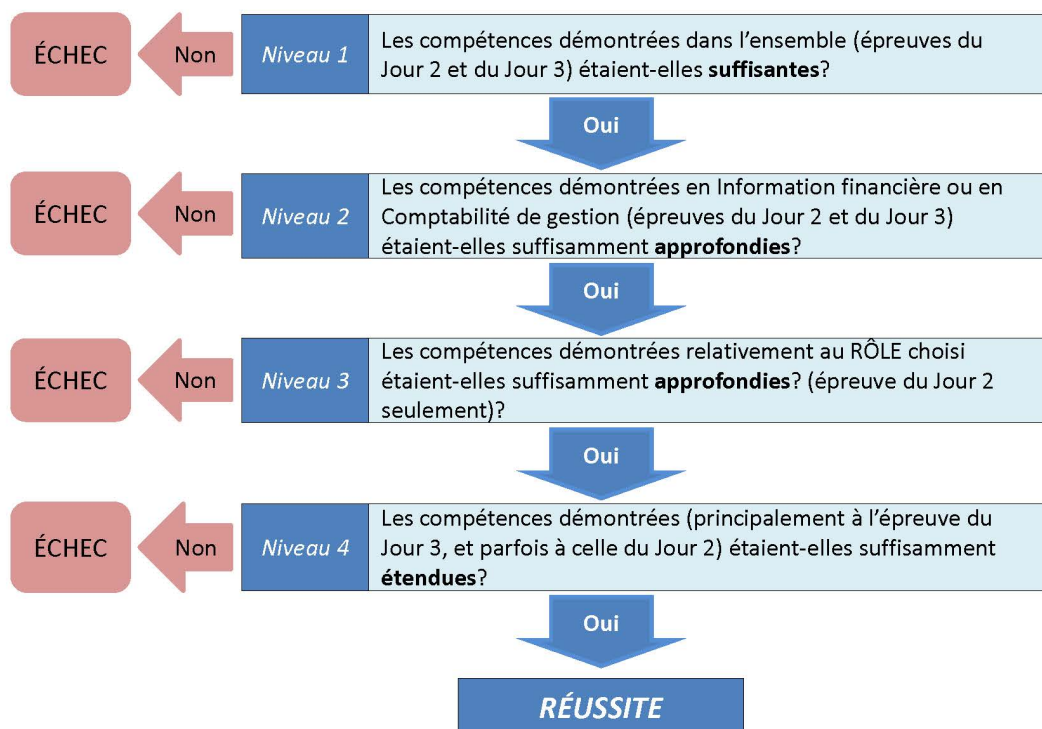 ÉCHEC
Non
Niveau 1
Les compétences démontrées dans l’ensemble (épreuves du
Jour 2 et du Jour 3) étaient-elles suffisantes?
Oui
ÉCHEC
Non
Niveau 2
Les compétences démontrées en Information financière ou en
Comptabilité de gestion (épreuves du Jour 2 et du Jour 3)
étaient-elles suffisamment approfondies?
Oui
ÉCHEC
Non
Niveau 3
Les compétences démontrées relativement au RÔLE choisi
étaient-elles suffisamment approfondies? (épreuve du Jour 2
seulement)?
Oui
ÉCHEC
Non
Niveau 4
Les compétences démontrées (principalement à l’épreuve du
Jour 3, et parfois à celle du Jour 2) étaient-elles suffisamment
étendues?
Oui
RÉUSSITE